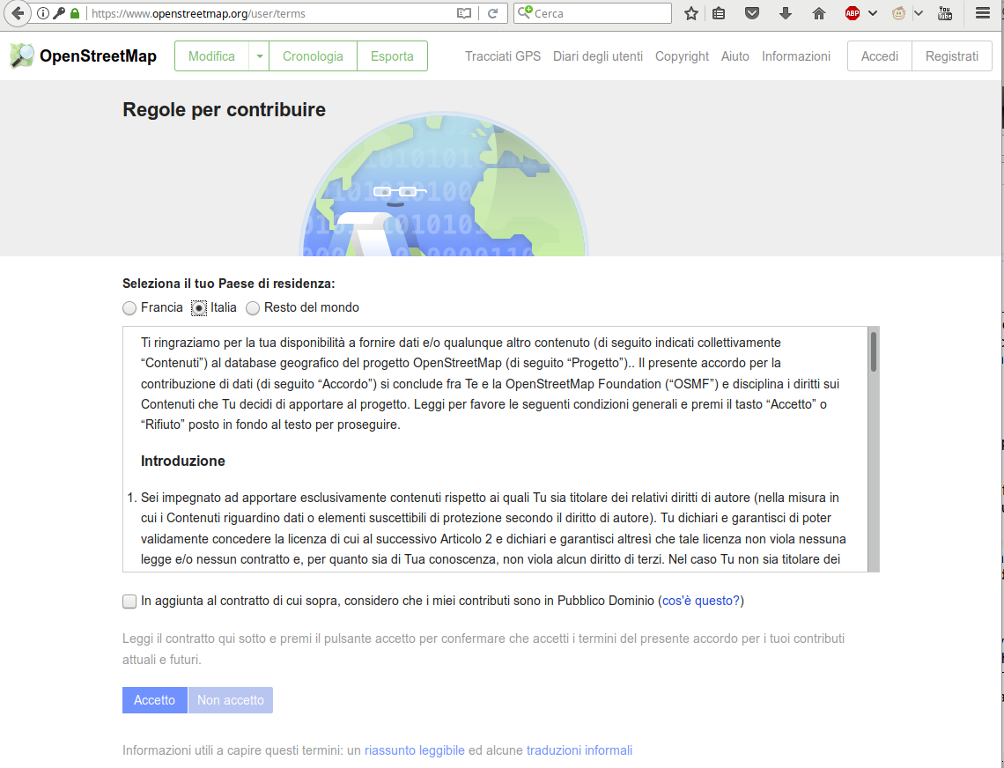 https://www.openstreetmap.org/user/terms
Cerca
ABP
You
Tube
OpenStreetMap
Modifica
Cronologia
Esporta
Tracciati GPS
Diari degli utenti
Copyright
Aiuto
Informazioni
Accedi
Registrati
Regole per contribuire
Seleziona il tuo Paese di residenza:
Francia
Italia
Resto del mondo
Ti ringraziamo per la tua disponibilità a fornire dati e/o qualunque altro contenuto (di seguito indicati collettivamente
“Contenuti”) al database geografico del progetto OpenStreetMap (di seguito “Progetto”).. Il presente accordo per la
contribuzione di dati (di seguito “Accordo”) si conclude fra Te e la OpenStreetMap Foundation (“OSMF”) e disciplina i diritti sui
Contenuti che Tu decidi di apportare al progetto. Leggi per favore le seguenti condizioni generali e premi il tasto “Accetto” o
“Rifiuto” posto in fondo al testo per proseguire.
Introduzione
1. Sei impegnato ad apportare esclusivamente contenuti rispetto ai quali Tu sia titolare dei relativi diritti di autore (nella misura in
cui i Contenuti riguardino dati o elementi suscettibili di protezione secondo il diritto di autore). Tu dichiari e garantisci di poter
validamente concedere la licenza di cui al successivo Articolo 2 e dichiari e garantisci altresì che tale licenza non viola nessuna
legge e/o nessun contratto e, per quanto sia di Tua conoscenza, non viola alcun diritto di terzi. Nel caso Tu non sia titolare dei
In aggiunta al contratto di cui sopra, considero che i miei contributi sono in Pubblico Dominio (cos'è questo?)
Leggi il contratto qui sotto e premi il pulsante accetto per confermare che accetti i termini del presente accordo per i tuoi contributi
attuali e futuri.
Accetto
Non accetto
Informazioni utili a capire questi termini: un riassunto leggibile ed alcune traduzioni informali